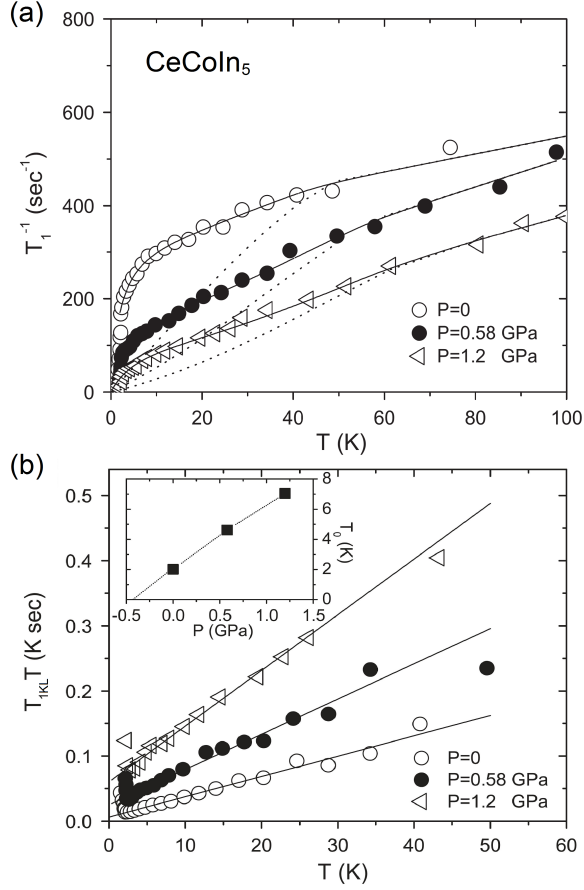 (a)
CeCoIn₅
T₁⁻¹ (sec⁻¹)
800
600
400
200
0
P=0
P=0.58 GPa
P=1.2 GPa
0 20 40 60 80 100
T (K)
(b)
T₁ₖₗT (K sec)
0.5
0.4
0.3
0.2
0.1
0.0
8
6
4
2
0
T₀ (K)
-0.5 0.0 0.5 1.0 1.5
P (GPa)
P=0
P=0.58 GPa
P=1.2 GPa
0 10 20 30 40 50 60
T (K)